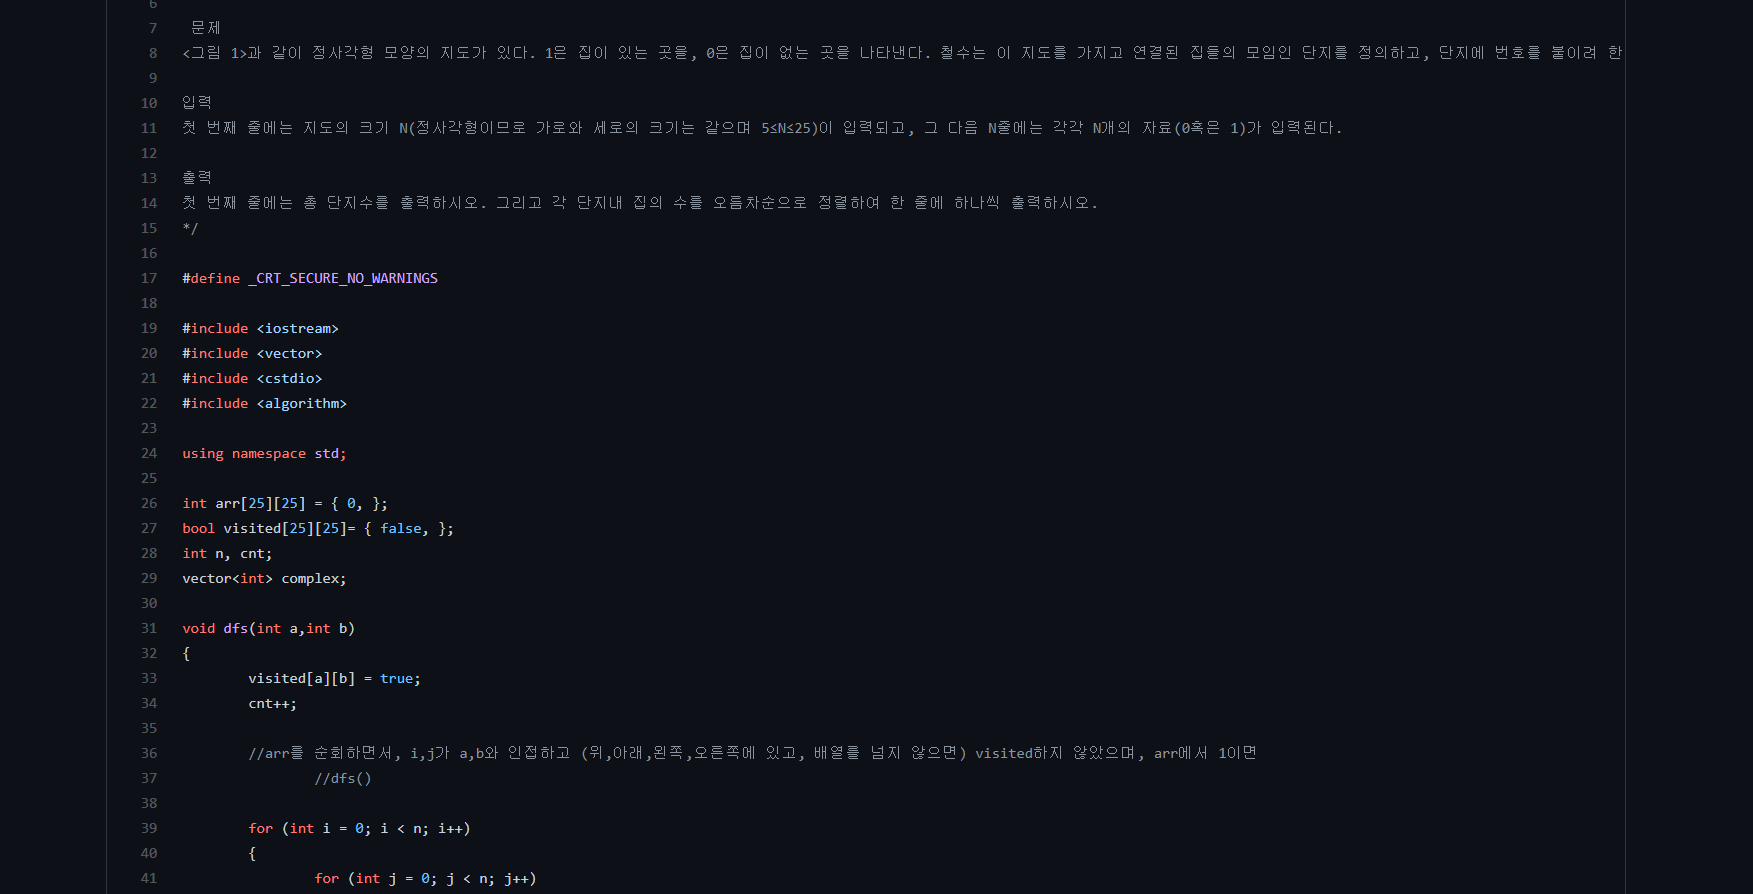 6
7 문제
8 <그림 1>과 같이 정사각형 모양의 지도가 있다. 1은 집이 있는 곳을, 0은 집이 없는 곳을 나타낸다. 철수는 이 지도를 가지고 연결된 집들의 모임인 단지를 정의하고, 단지에 번호를 붙이려 한
9
10 입력
11 첫 번째 줄에는 지도의 크기 N(정사각형이므로 가로와 세로의 크기는 같으며 5≤N≤25)이 입력되고, 그 다음 N줄에는 각각 N개의 자료(0혹은 1)가 입력된다.
12
13 출력
14 첫 번째 줄에는 총 단지수를 출력하시오. 그리고 각 단지내 집의 수를 오름차순으로 정렬하여 한 줄에 하나씩 출력하시오.
15 */
16
17 #define _CRT_SECURE_NO_WARNINGS
18
19 #include <iostream>
20 #include <vector>
21 #include <cstdio>
22 #include <algorithm>
23
24 using namespace std;
25
26 int arr[25][25] = { 0, };
27 bool visited[25][25]= { false, };
28 int n, cnt;
29 vector<int> complex;
30
31 void dfs(int a,int b)
32 {
33 visited[a][b] = true;
34 cnt++;
35
36 //arr를 순회하면서, i,j가 a,b와 인접하고 (위,아래,왼쪽,오른쪽에 있고, 배열를 넘지 않으면) visited하지 않았으며, arr에서 1이면
37 //dfs()
38
39 for (int i = 0; i < n; i++)
40 {
41 for (int j = 0; j < n; j++)